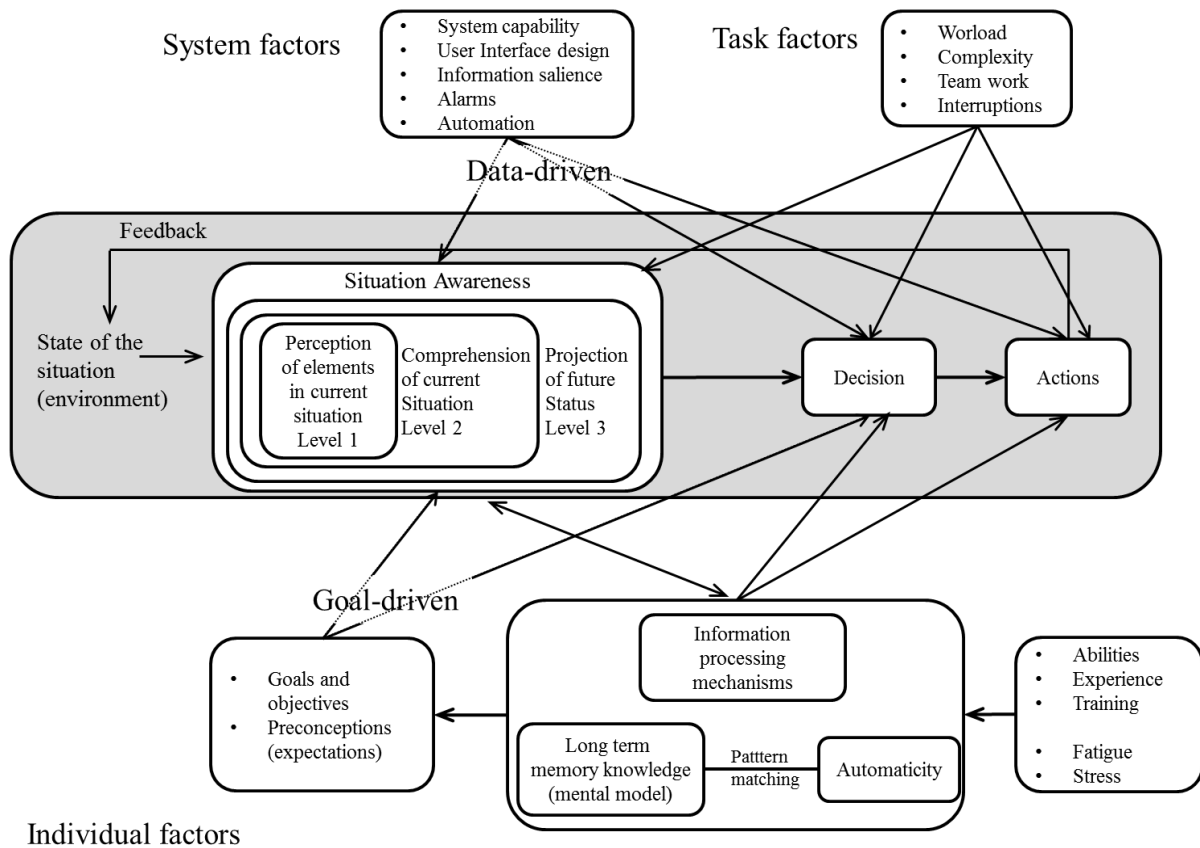 System factors
• System capability
• User Interface design
• Information salience
• Alarms
• Automation
Task factors
• Worload
• Complexity
• Team work
• Interruptions
Data-driven
Feedback
State of the
situation
(environment)
Situation Awareness
Perception
of elements
in current
situation
Level 1
Comprehension
of current
Situation
Level 2
Projection
of future
Status
Level 3
Decision
Actions
Goal-driven
• Goals and
objectives
• Preconceptions
(expectations)
Information
processing
mechanisms
Long term
memory knowledge
(mental model)
Patttern
matching
Automaticity
• Abilities
• Experience
• Training
• Fatigue
• Stress
Individual factors